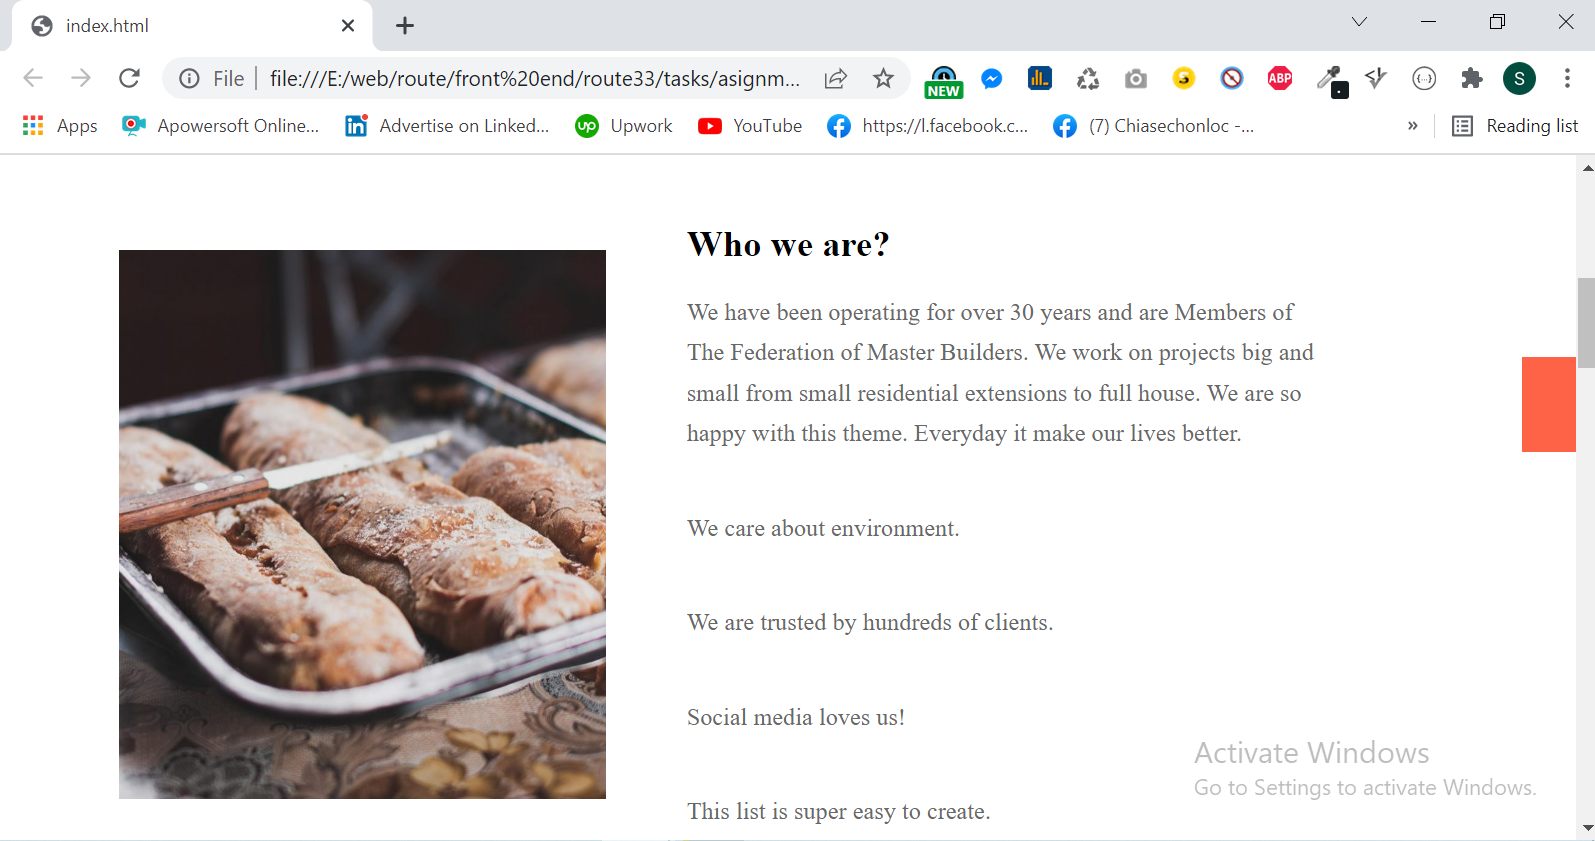 index.html
File
file:///E:/web/route/front%20end/route33/tasks/asignm...
NEW
ABP
S
Apps
Apowersoft Online...
in
Advertise on Linked...
up
Upwork
YouTube
https://l.facebook.c...
(7) Chiasechonloc -...
»
Reading list
Who we are?
We have been operating for over 30 years and are Members of
The Federation of Master Builders. We work on projects big and
small from small residential extensions to full house. We are so
happy with this theme. Everyday it make our lives better.
We care about environment.
We are trusted by hundreds of clients.
Social media loves us!
This list is super easy to create.
Activate Windows
Go to Settings to activate Windows.